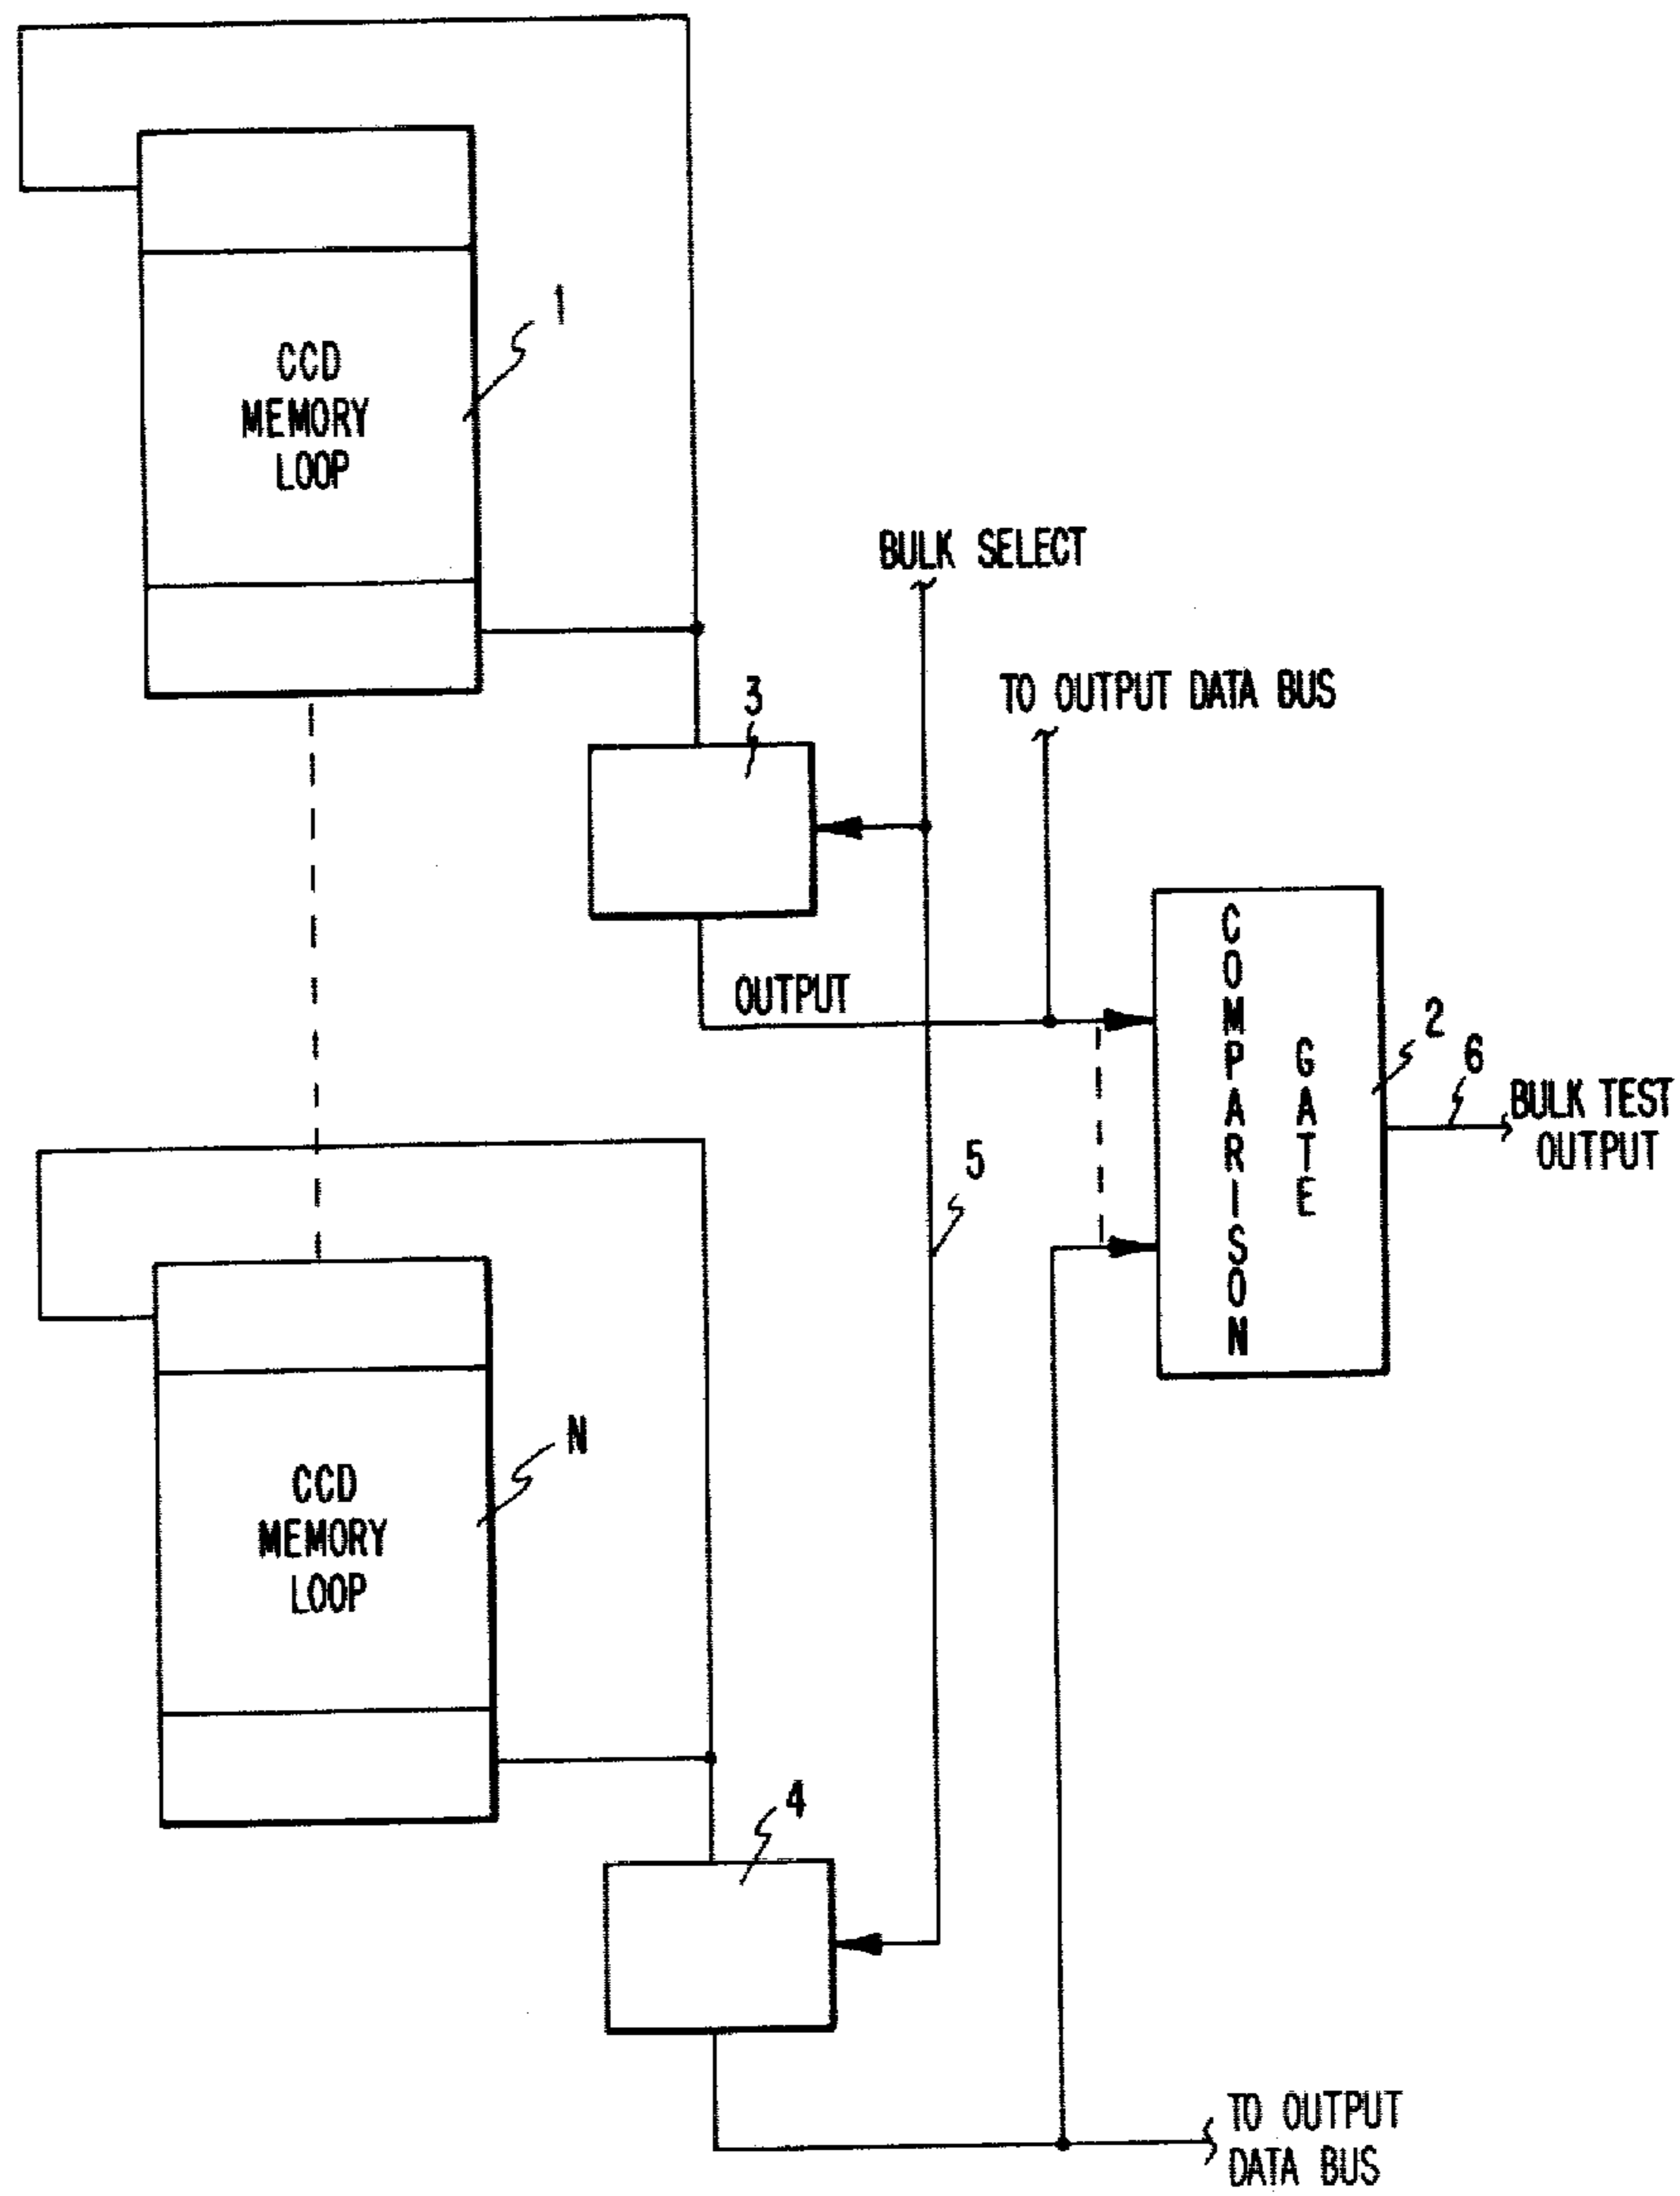 1
CCD
MEMORY
LOOP
BULK SELECT
TO OUTPUT DATA BUS
3
OUTPUT
COMPARISON
GATE
2
6
BULK TEST
OUTPUT
5
N
CCD
MEMORY
LOOP
4
TO OUTPUT
DATA BUS